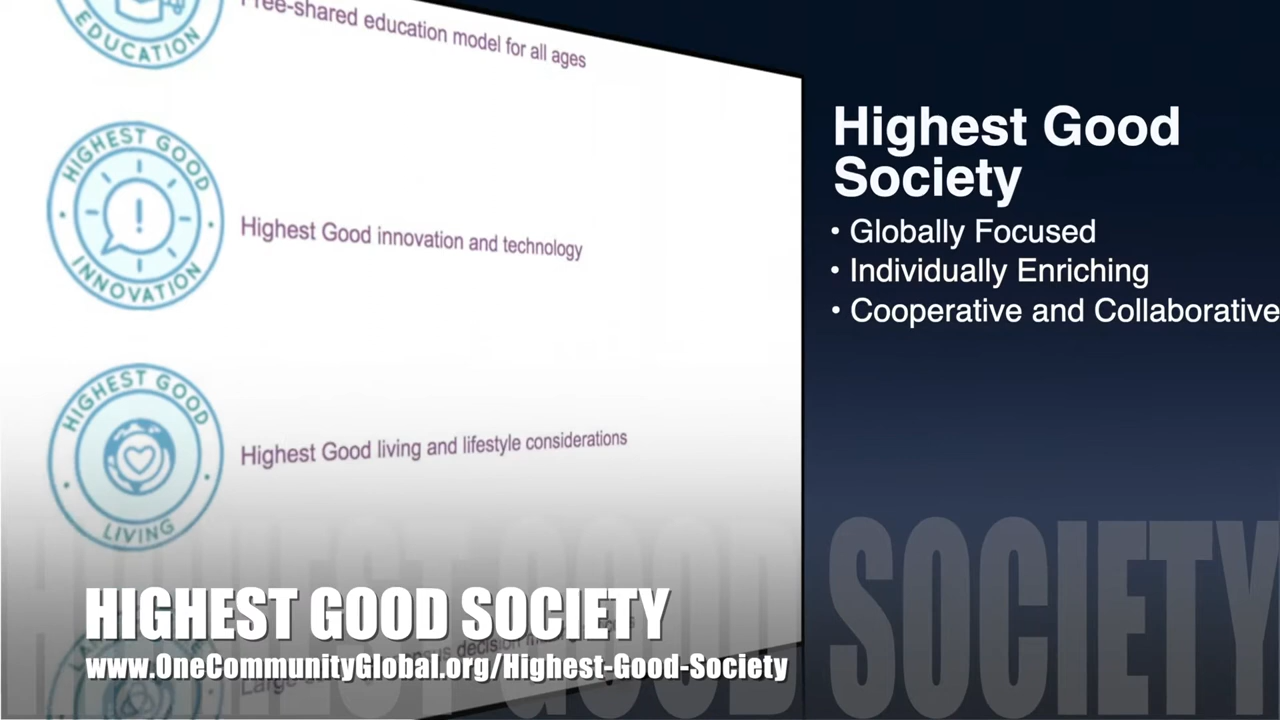 EDUCATION
Free-shared education model for all ages
HIGHEST GOOD
INNOVATION
Highest Good innovation and technology
HIGHEST GOOD
LIVING
Highest Good living and lifestyle considerations
Highest Good
Society
• Globally Focused
• Individually Enriching
• Cooperative and Collaborative
HIGHEST GOOD SOCIETY
HIGHEST GOOD SOCIETY
www.OneCommunityGlobal.org/Highest-Good-Society